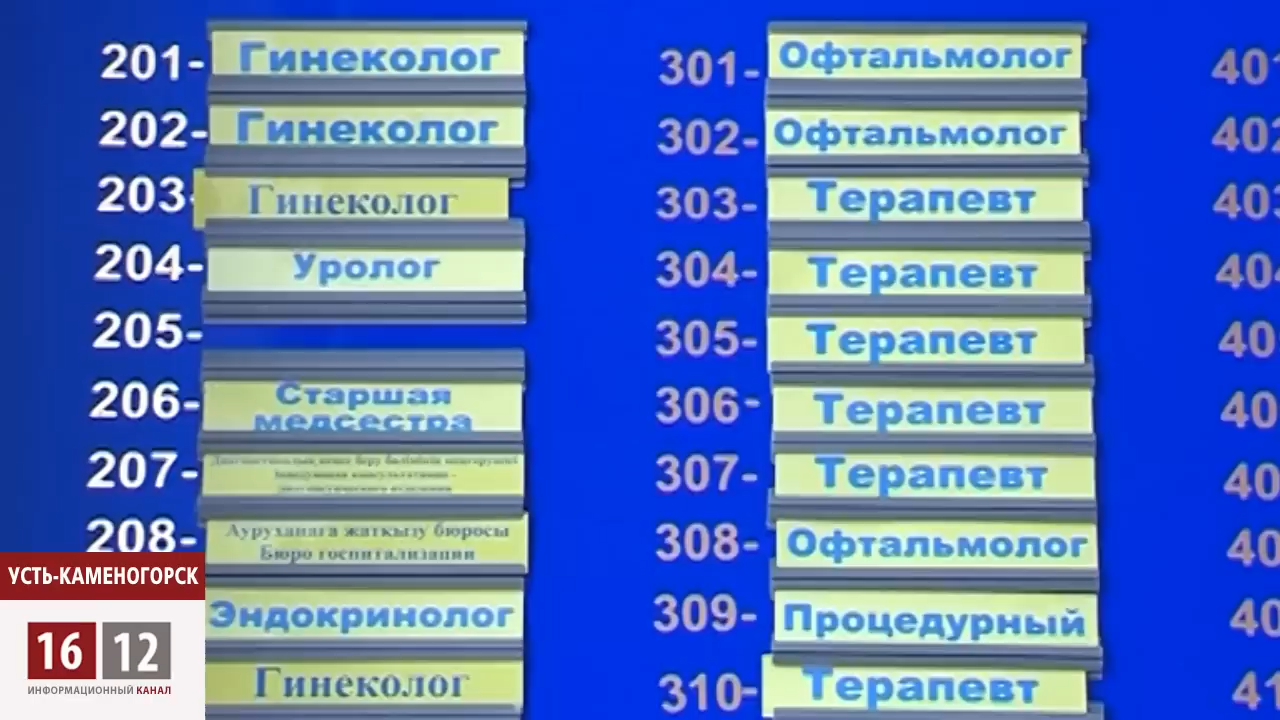 201- Гинеколог
202- Гинеколог
203- Гинеколог
204- Уролог
205-
206- Старшая
медсестра
207-
208- Ауруханаға жатқызу бюросы
Бюро госпитализации
Эндокринолог
Гинеколог
301- Офтальмолог
302- Офтальмолог
303- Терапевт
304- Терапевт
305- Терапевт
306- Терапевт
307- Терапевт
308- Офтальмолог
309- Процедурный
310- Терапевт
УСТЬ-КАМЕНОГОРСК
16 12
ИНФОРМАЦИОННЫЙ КАНАЛ